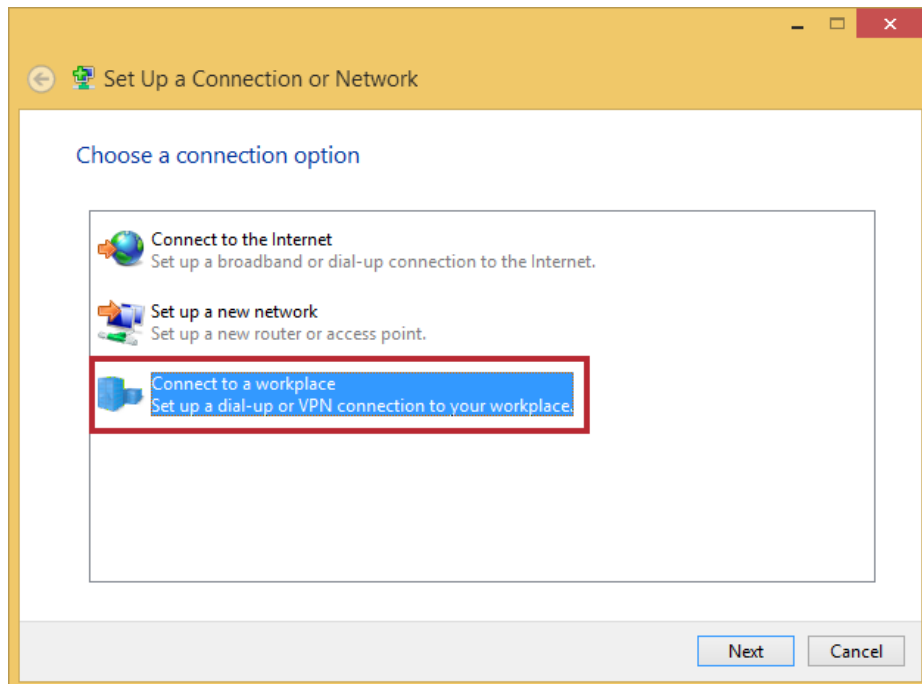 Set Up a Connection or Network
Choose a connection option
Connect to the Internet
Set up a broadband or dial-up connection to the Internet.
Set up a new network
Set up a new router or access point.
Connect to a workplace
Set up a dial-up or VPN connection to your workplace.
Next Cancel